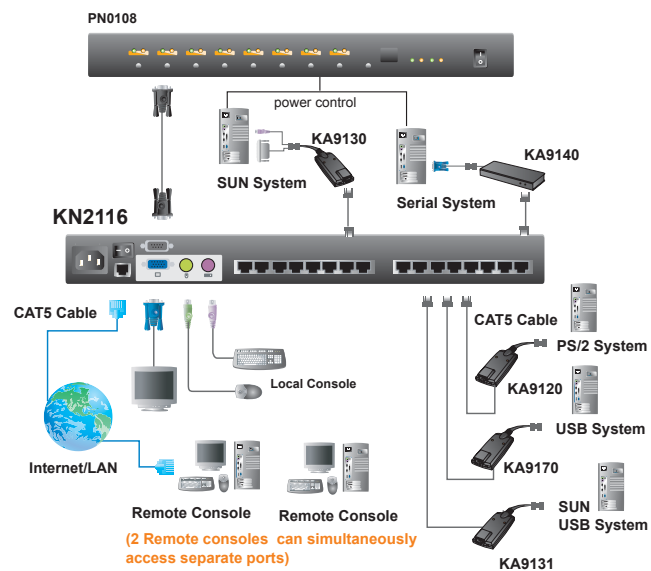 PN0108
power control
KA9130
KA9140
SUN System
Serial System
KN2116
CAT5 Cable
CAT5 Cable
PS/2 System
Local Console
KA9120
USB System
Internet/LAN
KA9170
Remote Console
Remote Console
SUN
USB System
(2 Remote consoles can simultaneously
access separate ports)
KA9131